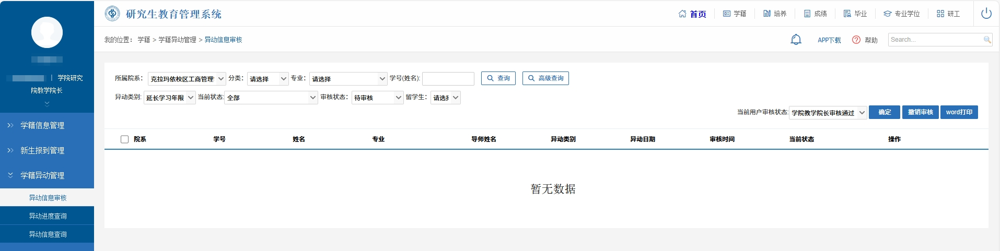 研究生教育管理系统
首页 学籍 培养 成绩 毕业 专业学位 研工
学院研究
院教学院长
我的位置: 学籍 > 学籍异动管理 > 异动信息审核
APP下载 帮助 Search...
学籍信息管理
新生报到管理
学籍异动管理
异动信息审核
异动进度查询
异动信息查询
所属院系: 克拉玛依校区工商管理 分类: 请选择 专业: 请选择 学号(姓名): 查询 高级查询
异动类别: 延长学习年限 当前状态: 全部 审核状态: 待审核 留学生: 请选
当前用户审核状态: 学院教学院长审核通过 确定 撤销审核 word打印
院系 学号 姓名 专业 导师姓名 异动类别 异动日期 审核时间 当前状态 操作
暂无数据